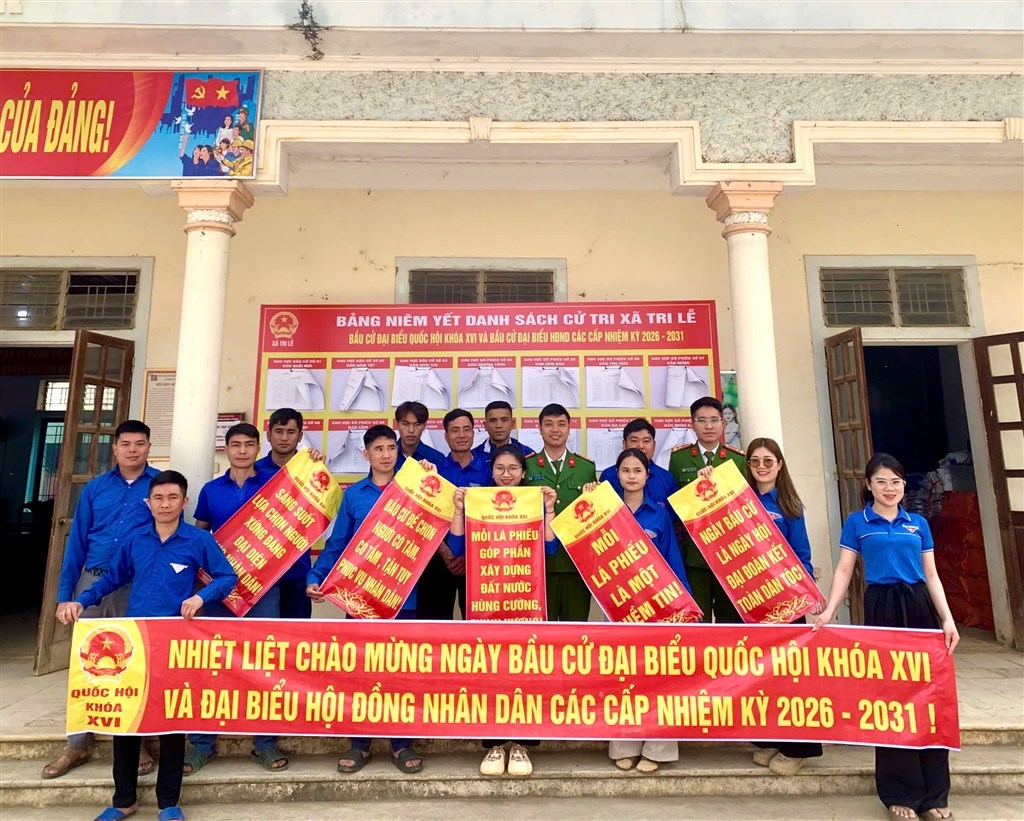 CỦA ĐẢNG!
BẢNG NIÊM YẾT DANH SÁCH CỬ TRI XÃ TRI LỄ
BẦU CỬ ĐẠI BIỂU QUỐC HỘI KHÓA XVI VÀ BẦU CỬ ĐẠI BIỂU HĐND CÁC CẤP NHIỆM KỲ 2026 - 2031
XÃ TRI LỄ
SÁNG SUỐT
LỰA CHỌN NGƯỜI
XỨNG ĐÁNG
ĐẠI DIỆN
NHÂN DÂN!
BẦU CỬ ĐỂ CHỌN
NGƯỜI CÓ TÂM,
CÓ TẦM, TẬN TỤY
PHỤC VỤ NHÂN DÂN!
MỖI LÁ PHIẾU
GÓP PHẦN
XÂY DỰNG
ĐẤT NƯỚC
HÙNG CƯỜNG,
MỖI
LÁ PHIẾU
LÀ MỘT
NIỀM TIN!
NGÀY BẦU CỬ
LÀ NGÀY HỘI
ĐẠI ĐOÀN KẾT
TOÀN DÂN TỘC!
QUỐC HỘI
KHÓA
XVI
NHIỆT LIỆT CHÀO MỪNG NGÀY BẦU CỬ ĐẠI BIỂU QUỐC HỘI KHÓA XVI
VÀ ĐẠI BIỂU HỘI ĐỒNG NHÂN DÂN CÁC CẤP NHIỆM KỲ 2026 - 2031 !